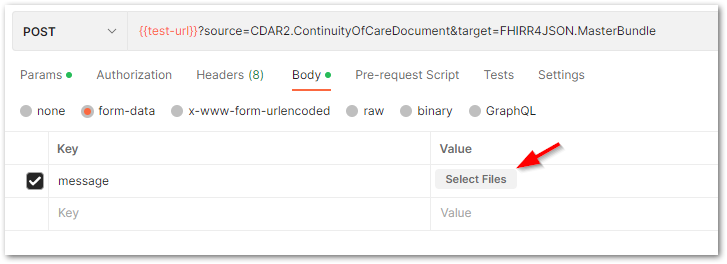 POST {{test-url}}?source=CDAR2.ContinuityOfCareDocument&target=FHIRR4JSON.MasterBundle
Params Authorization Headers (8) Body Pre-request Script Tests Settings
none form-data x-www-form-urlencoded raw binary GraphQL
Key Value
message Select Files
Key Value